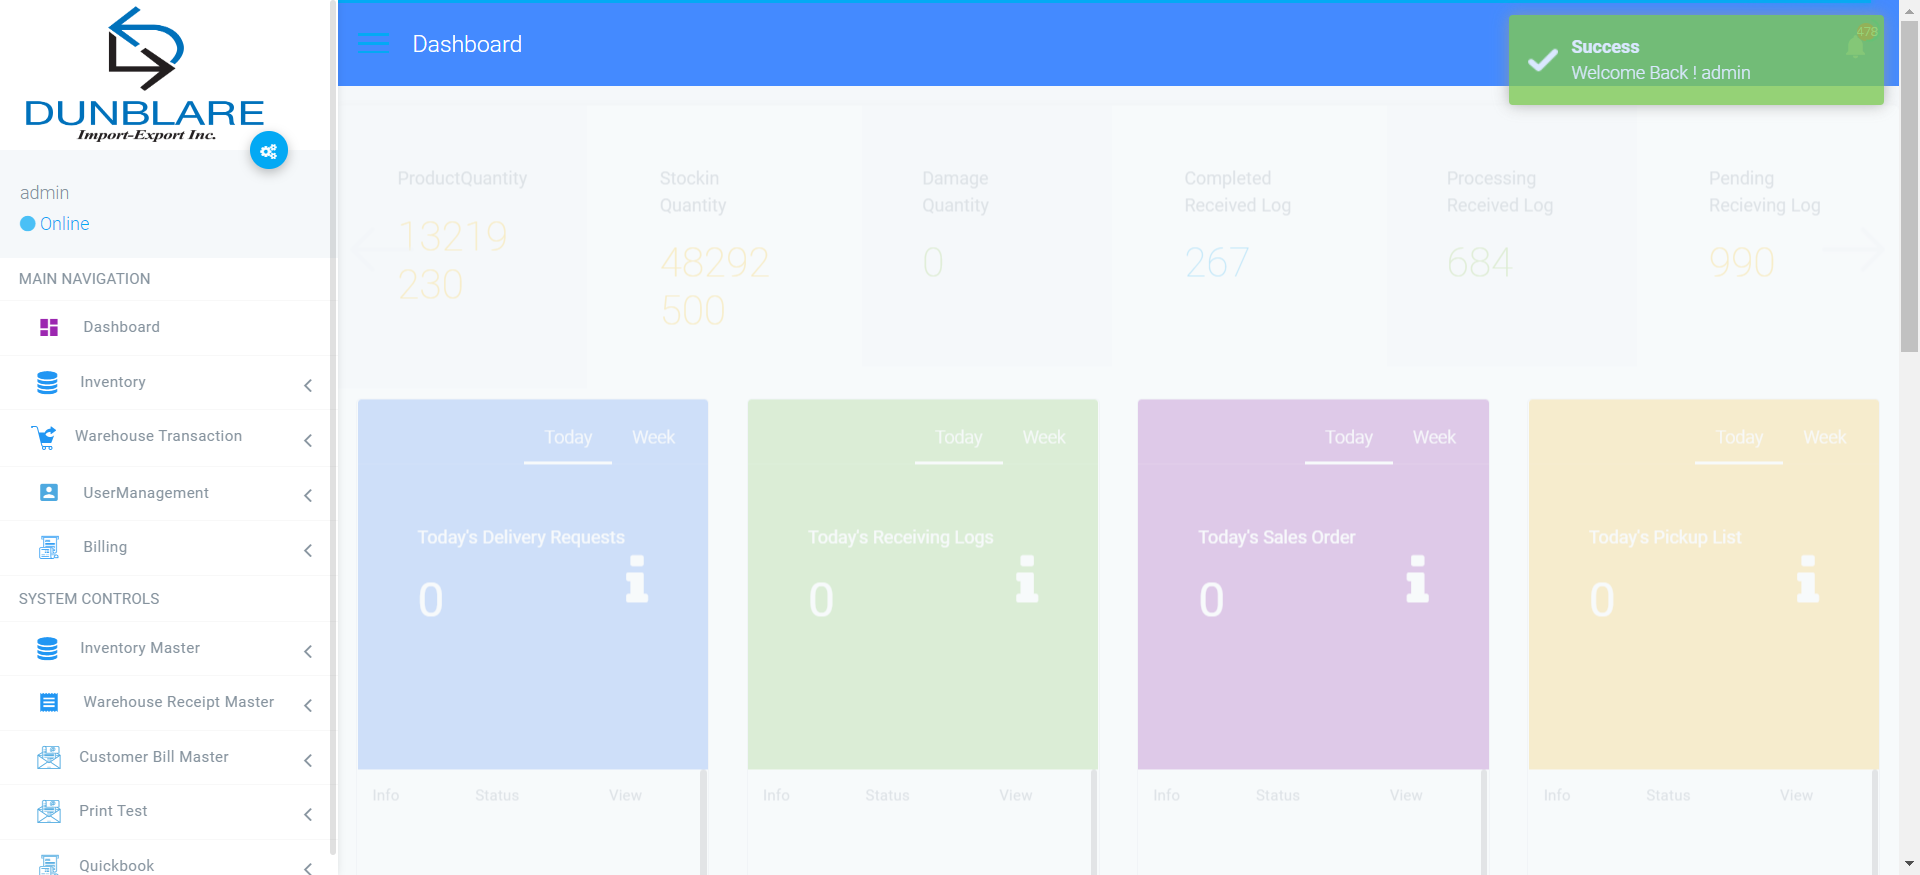 DUNBLARE
Import-Export Inc.
admin
Online
MAIN NAVIGATION
Dashboard
Inventory
Warehouse Transaction
UserManagement
Billing
SYSTEM CONTROLS
Inventory Master
Warehouse Receipt Master
Customer Bill Master
Print Test
Quickbook
Dashboard
478
Success
Welcome Back ! admin
ProductQuantity
13219
230
Stockin
Quantity
48292
500
Damage
Quantity
0
Completed
Received Log
267
Processing
Received Log
684
Pending
Recieving Log
990
Today Week
Today's Delivery Requests
0
Info Status View
Today Week
Today's Receiving Logs
0
Info Status View
Today Week
Today's Sales Order
0
Info Status View
Today Week
Today's Pickup List
0
Info Status View